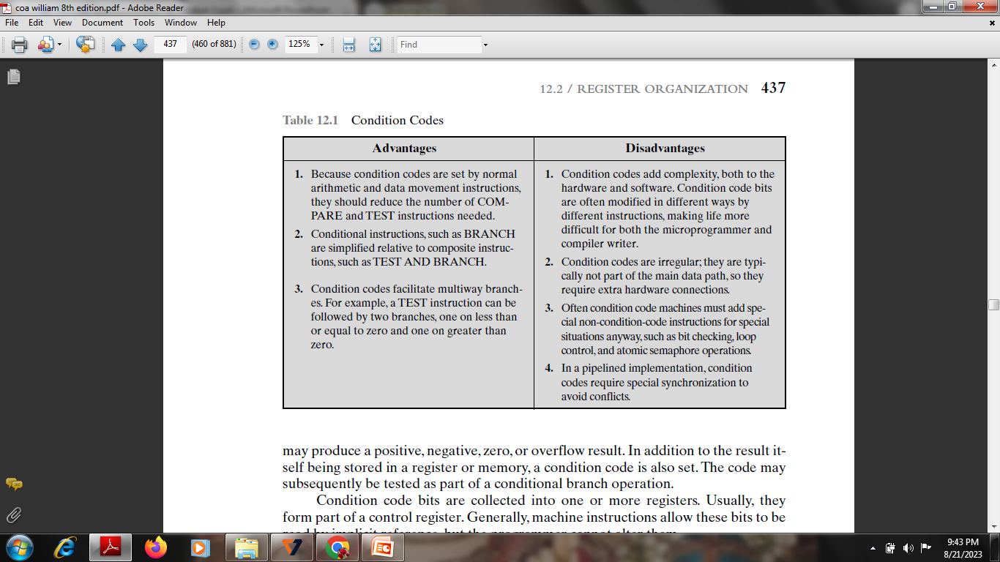 coa william 8th edition.pdf - Adobe Reader
File Edit View Document Tools Window Help
437 (460 of 881) 125% Find
12.2 / REGISTER ORGANIZATION 437
Table 12.1 Condition Codes
Advantages
1. Because condition codes are set by normal
arithmetic and data movement instructions,
they should reduce the number of COM-
PARE and TEST instructions needed.
2. Conditional instructions, such as BRANCH
are simplified relative to composite instruc-
tions, such as TEST AND BRANCH.
3. Condition codes facilitate multiway branch-
es. For example, a TEST instruction can be
followed by two branches, one on less than
or equal to zero and one on greater than
zero.
Disadvantages
1. Condition codes add complexity, both to the
hardware and software. Condition code bits
are often modified in different ways by
different instructions, making life more
difficult for both the microprogrammer and
compiler writer.
2. Condition codes are irregular; they are typi-
cally not part of the main data path, so they
require extra hardware connections.
3. Often condition code machines must add spe-
cial non-condition-code instructions for special
situations anyway, such as bit checking, loop
control, and atomic semaphore operations.
4. In a pipelined implementation, condition
codes require special synchronization to
avoid conflicts.
may produce a positive, negative, zero, or overflow result. In addition to the result it-
self being stored in a register or memory, a condition code is also set. The code may
subsequently be tested as part of a conditional branch operation.
Condition code bits are collected into one or more registers. Usually, they
form part of a control register. Generally, machine instructions allow these bits to be
read by implicit reference, but the programmer cannot alter them.
9:43 PM
8/21/2023